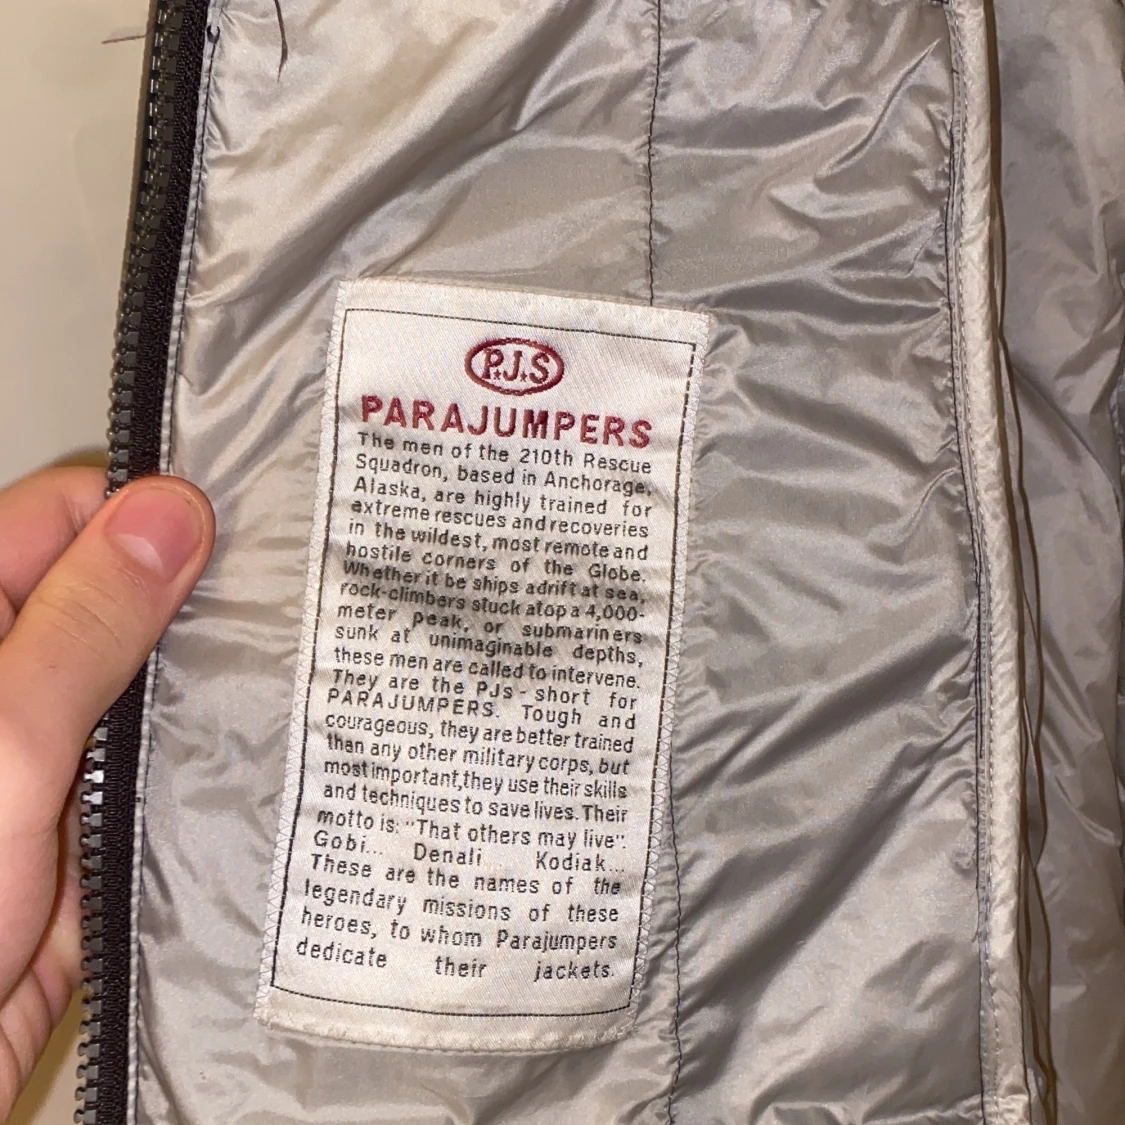 P.J.S
PARAJUMPERS
The men of the 210th Rescue
Squadron, based in Anchorage,
Alaska, are highly trained for
extreme rescues and recoveries
in the wildest, most remote and
hostile corners of the Globe.
Whether it be ships adrift at sea,
rock-climbers stuck atop a 4,000-
meter peak, or submariners
sunk at unimaginable depths,
these men are called to intervene.
They are the PJs - short for
PARAJUMPERS. Tough and
courageous, they are better trained
than any other military corps, but
most important,they use their skills
and techniques to save lives. Their
motto is: "That others may live".
Gobi... Denali... Kodiak...
These are the names of the
legendary missions of these
heroes, to whom Parajumpers
dedicate their jackets.